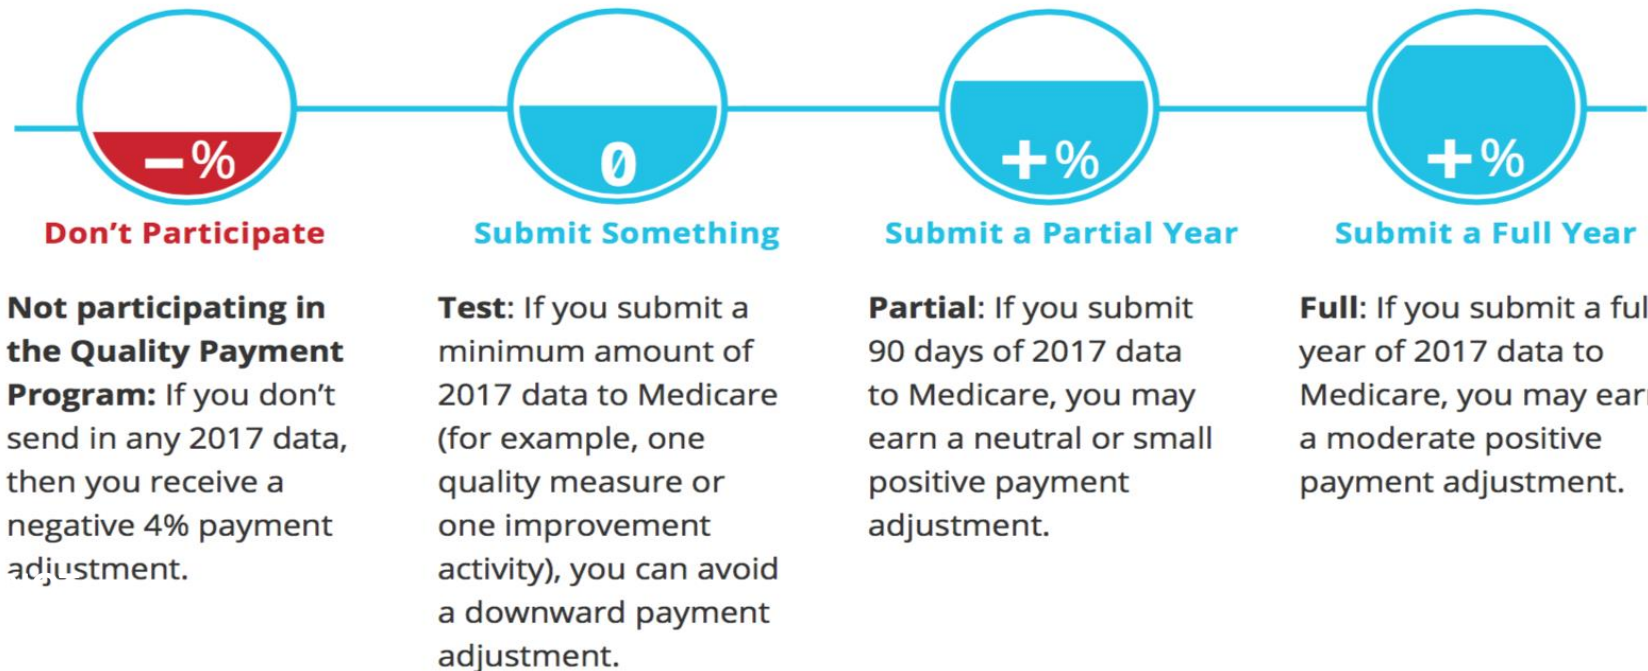 −%
0
+%
+%
Don’t Participate
Submit Something
Submit a Partial Year
Submit a Full Year
Not participating in
the Quality Payment
Program: If you don’t
send in any 2017 data,
then you receive a
negative 4% payment
adjustment.
Test: If you submit a
minimum amount of
2017 data to Medicare
(for example, one
quality measure or
one improvement
activity), you can avoid
a downward payment
adjustment.
Partial: If you submit
90 days of 2017 data
to Medicare, you may
earn a neutral or small
positive payment
adjustment.
Full: If you submit a ful
year of 2017 data to
Medicare, you may ear
a moderate positive
payment adjustment.